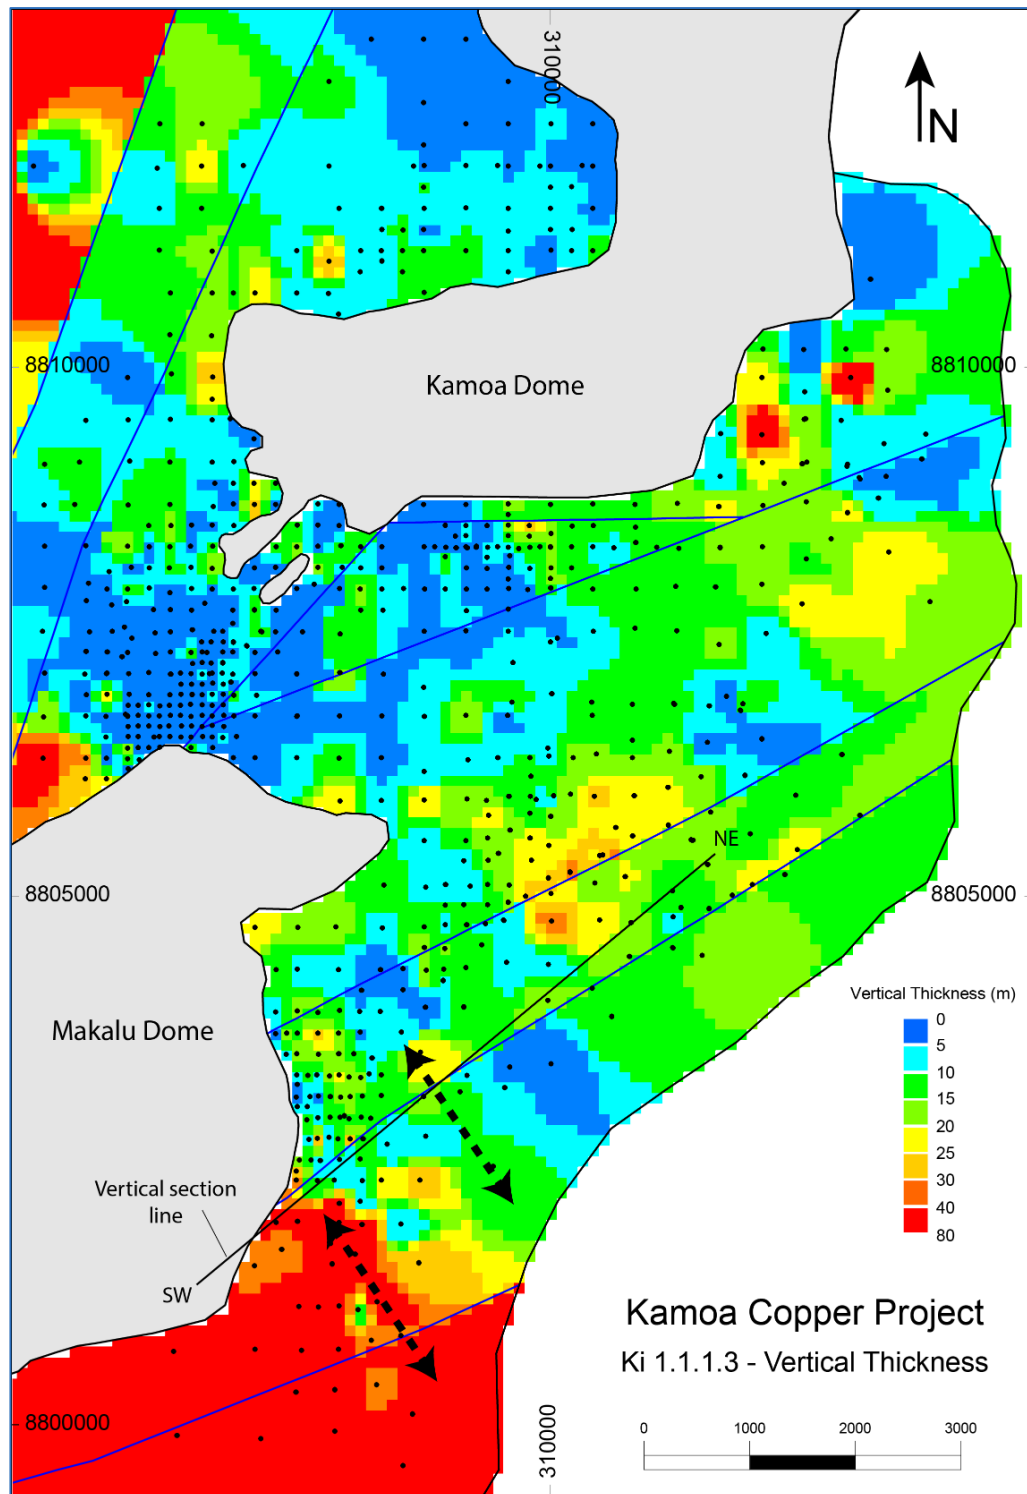 310000
N
8810000
8810000
Kamoa Dome
NE
8805000
8805000
Makalu Dome
Vertical Thickness (m)
0
5
10
15
20
25
30
40
80
Vertical section
line
SW
Kamoa Copper Project
Ki 1.1.1.3 - Vertical Thickness
8800000
310000
0 1000 2000 3000